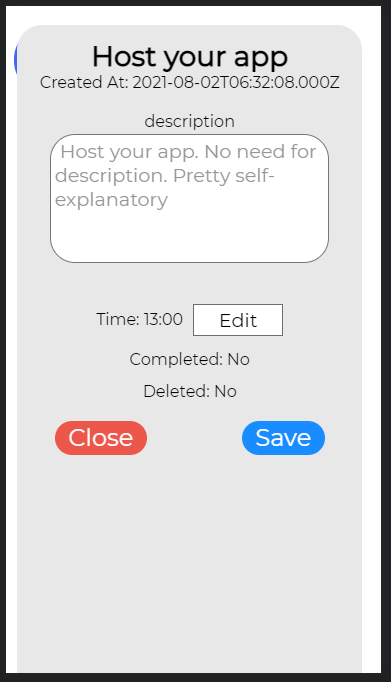 Host your app
Created At: 2021-08-02T06:32:08.000Z
description
Host your app. No need for
description. Pretty self-
explanatory
Time: 13:00 Edit
Completed: No
Deleted: No
Close Save